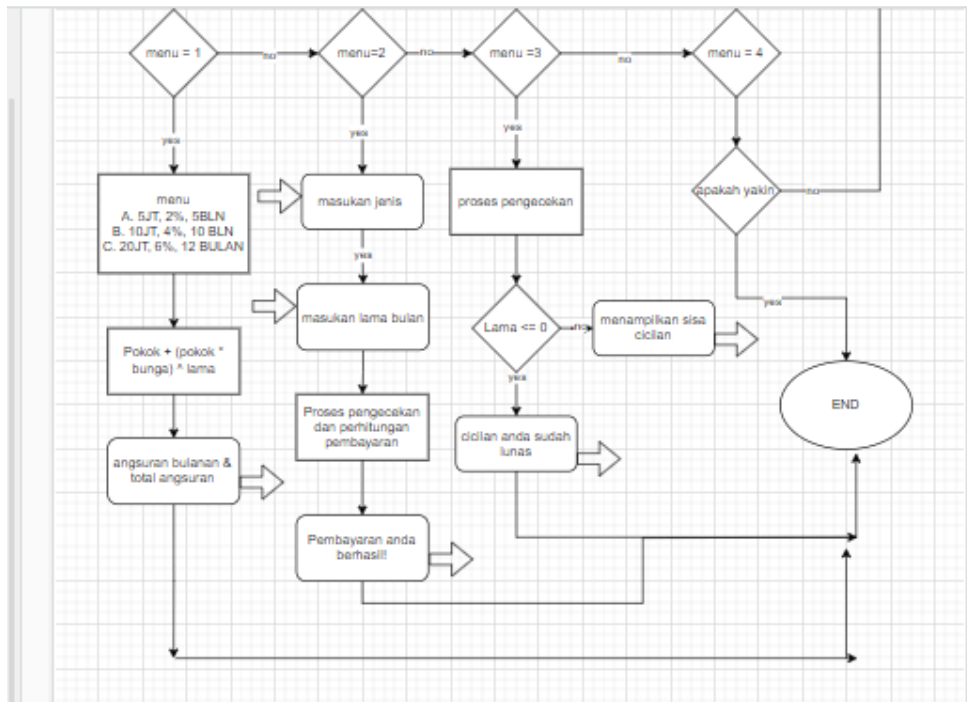 menu = 1
no
menu=2
no
menu =3
no
menu = 4
yes
yes
yes
menu
A. 5JT, 2%, 5BLN
B. 10JT, 4%, 10 BLN
C. 20JT, 6%, 12 BULAN
masukan jenis
proses pengecekan
apakah yakin
no
yes
masukan lama bulan
Lama <= 0
no
menampilkan sisa
cicilan
yes
Pokok + (pokok *
bunga) ^ lama
yes
END
Proses pengecekan
dan perhitungan
pembayaran
cicilan anda sudah
lunas
angsuran bulanan &
total angsuran
Pembayaran anda
berhasil!